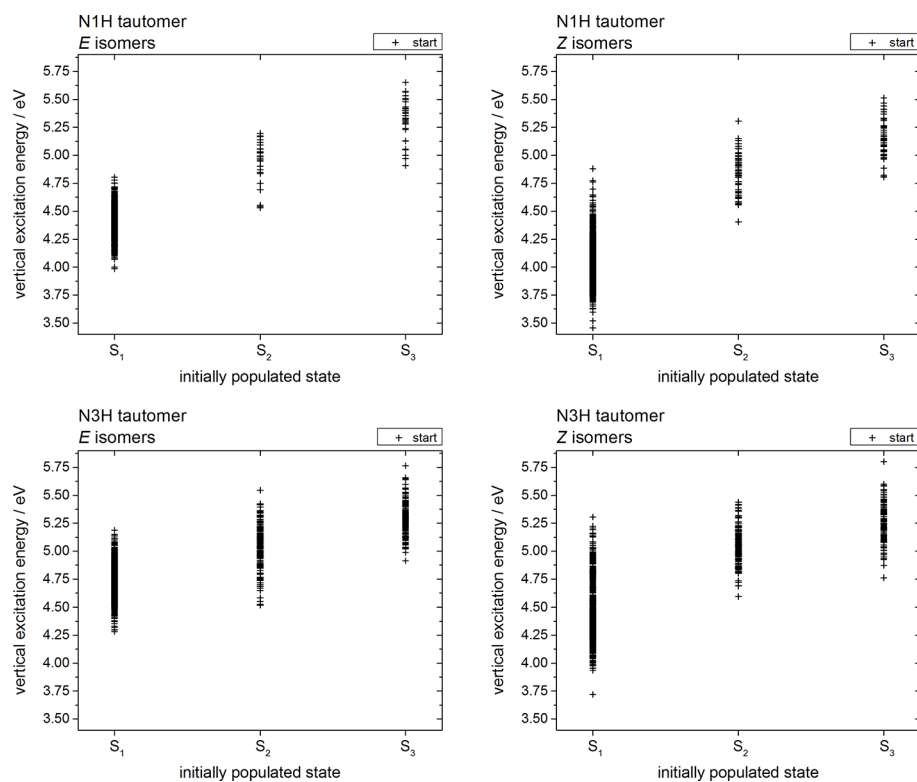 N1H tautomer
E isomers
+ start
vertical excitation energy / eV
5.75
5.50
5.25
5.00
4.75
4.50
4.25
4.00
3.75
3.50
S₁ S₂ S₃
initially populated state
N1H tautomer
Z isomers
+ start
vertical excitation energy / eV
5.75
5.50
5.25
5.00
4.75
4.50
4.25
4.00
3.75
3.50
S₁ S₂ S₃
initially populated state
N3H tautomer
E isomers
+ start
vertical excitation energy / eV
5.75
5.50
5.25
5.00
4.75
4.50
4.25
4.00
3.75
3.50
S₁ S₂ S₃
initially populated state
N3H tautomer
Z isomers
+ start
vertical excitation energy / eV
5.75
5.50
5.25
5.00
4.75
4.50
4.25
4.00
3.75
3.50
S₁ S₂ S₃
initially populated state